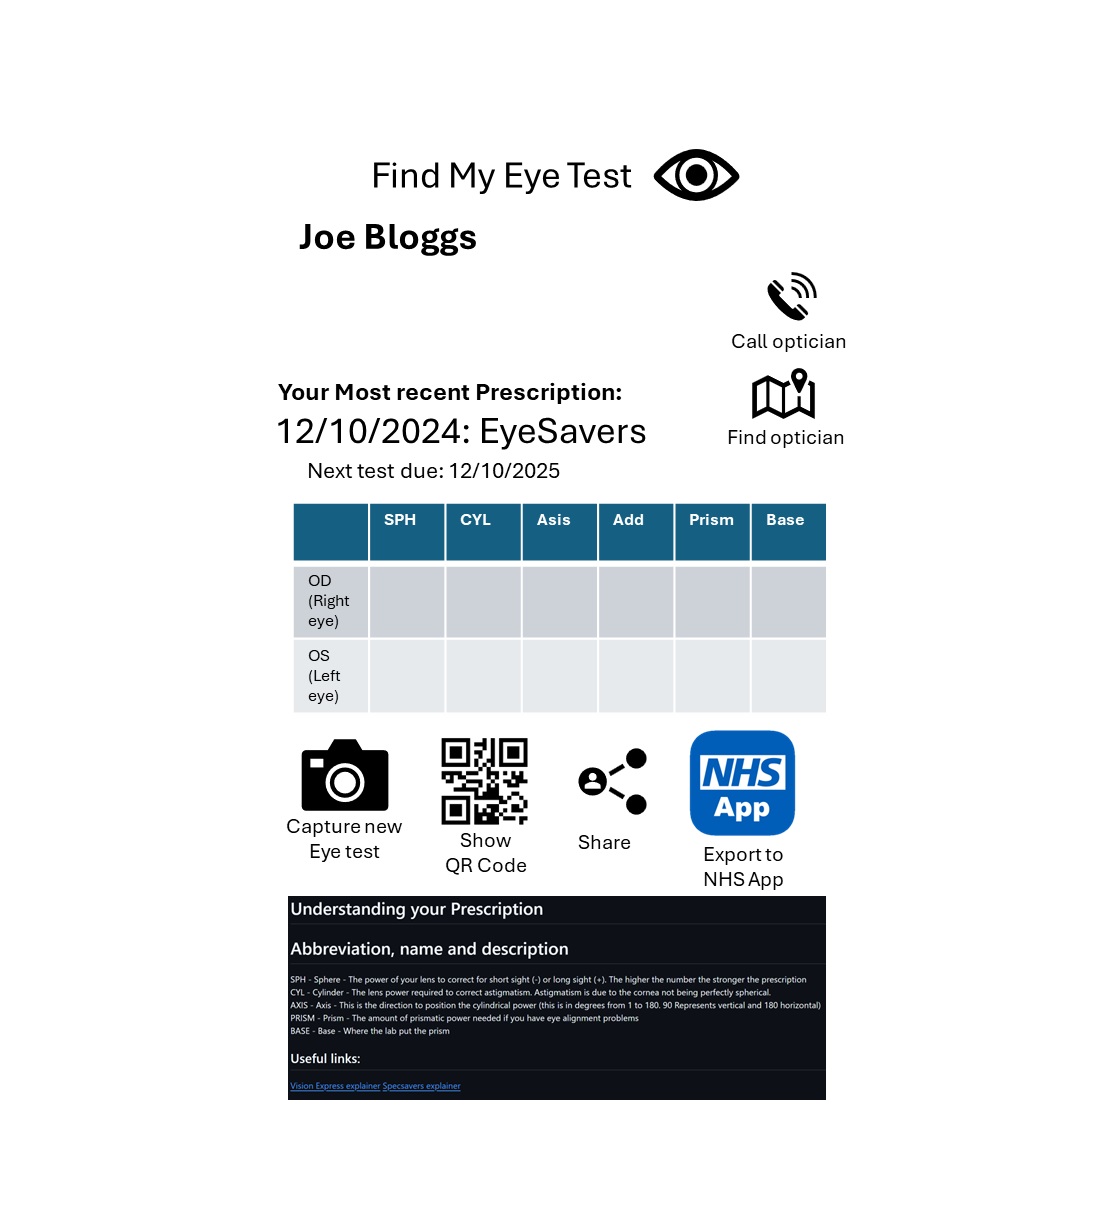 Find My Eye Test
Joe Bloggs
Call optician
Your Most recent Prescription:
12/10/2024: EyeSavers
Find optician
Next test due: 12/10/2025
SPH CYL Asis Add Prism Base
OD
(Right
eye)
OS
(Left
eye)
NHS
App
Capture new
Eye test
Show
QR Code
Share
Export to
NHS App
Understanding your Prescription
Abbreviation, name and description
SPH - Sphere - The power of your lens to correct for short sight (-) or long sight (+). The higher the number the stronger the prescription
CYL - Cylinder - The lens power required to correct astigmatism. Astigmatism is due to the cornea not being perfectly spherical.
AXIS - Axis - This is the direction to position the cylindrical power (this is in degrees from 1 to 180. 90 Represents vertical and 180 horizontal)
PRISM - Prism - The amount of prismatic power needed if you have eye alignment problems
BASE - Base - Where the lab put the prism
Useful links:
Vision Express explainer Specsavers explainer